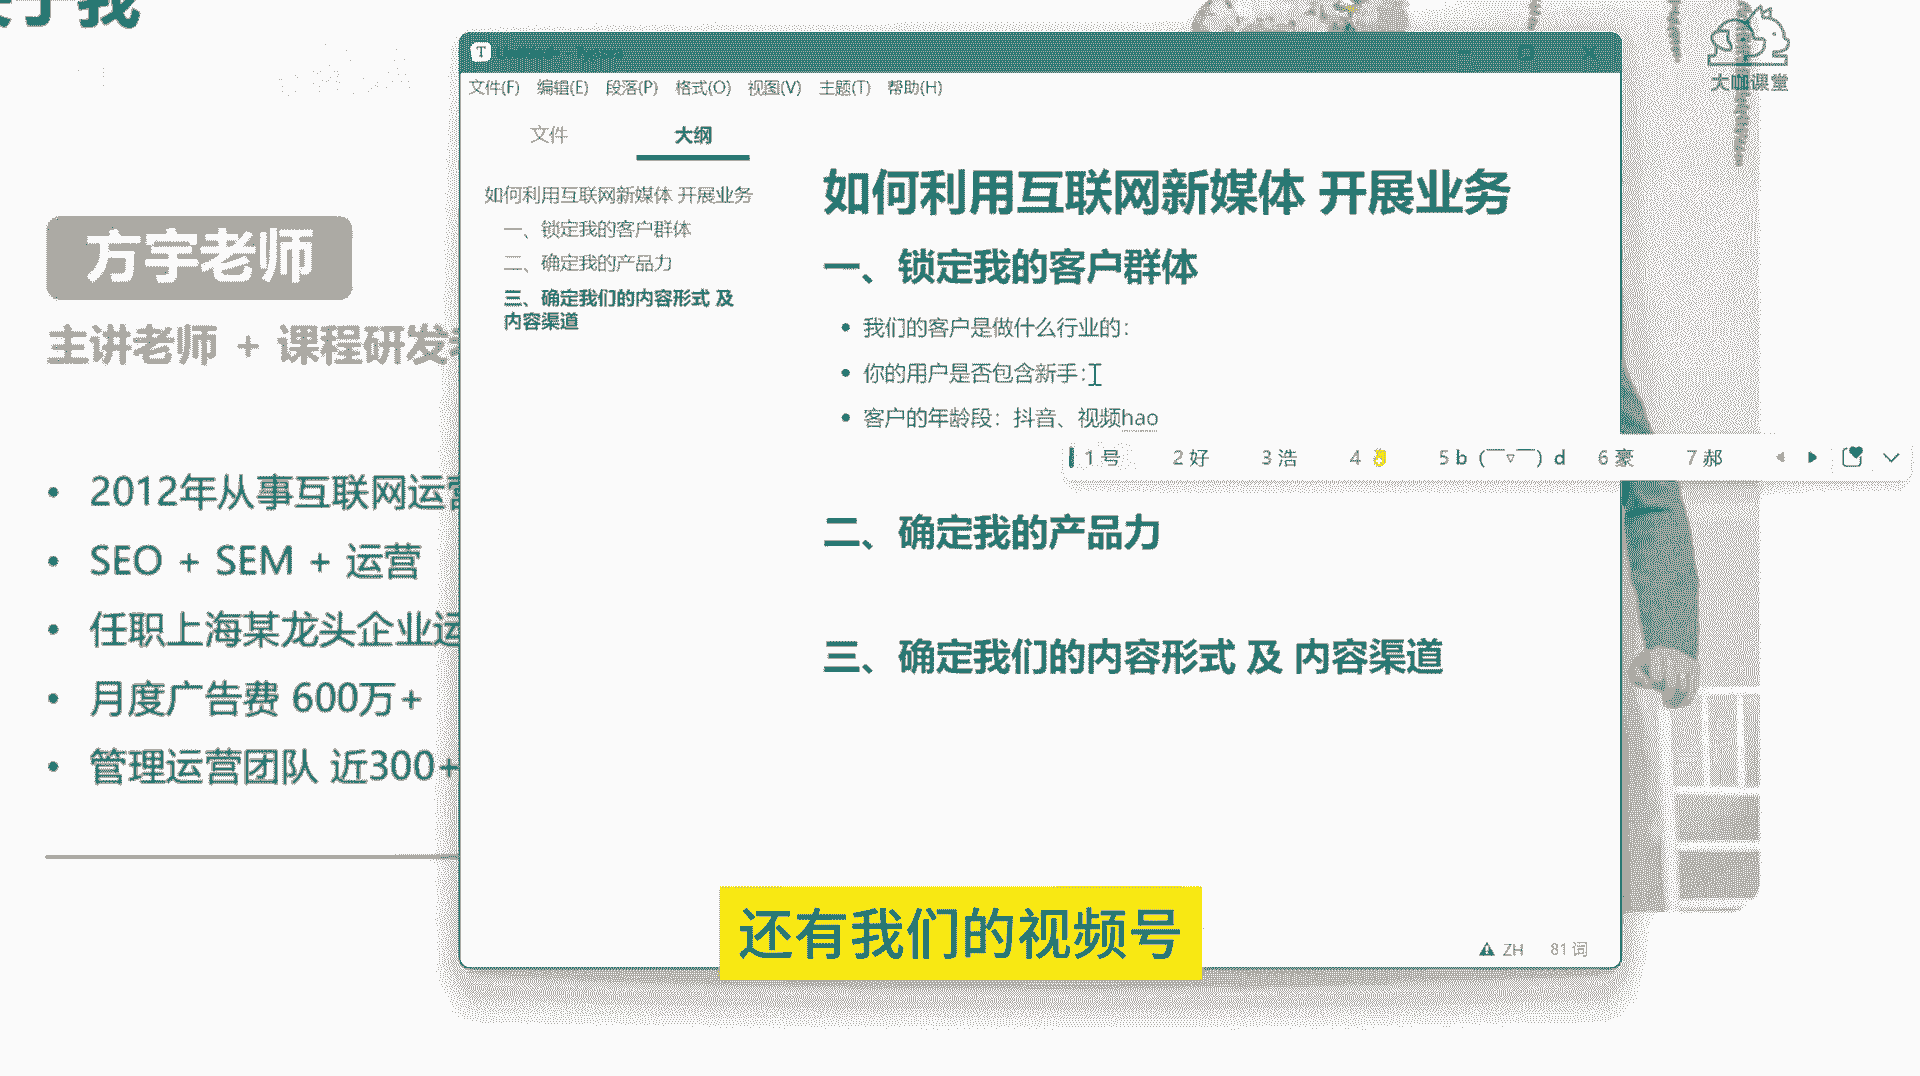 关于我
方宇老师
主讲老师 + 课程研发
2012年从事互联网运营
SEO + SEM + 运营
任职上海某龙头企业运
月度广告费 600万+
管理运营团队 近300+
T
文件(F) 编辑(E) 段落(P) 格式(O) 视图(V) 主题(T) 帮助(H)
文件 大纲
如何利用互联网新媒体 开展业务
一、锁定我的客户群体
二、确定我的产品力
三、确定我们的内容形式 及
内容渠道
如何利用互联网新媒体 开展业务
一、锁定我的客户群体
我们的客户是做什么行业的：
你的用户是否包含新手：
客户的年龄段：抖音、视频hao
1 号 2 好 3 浩 4 👌 5 b (￣▽￣) d 6 豪 7 郝
二、确定我的产品力
三、确定我们的内容形式 及 内容渠道
ZH 81 词
还有我们的视频号
大咖课堂